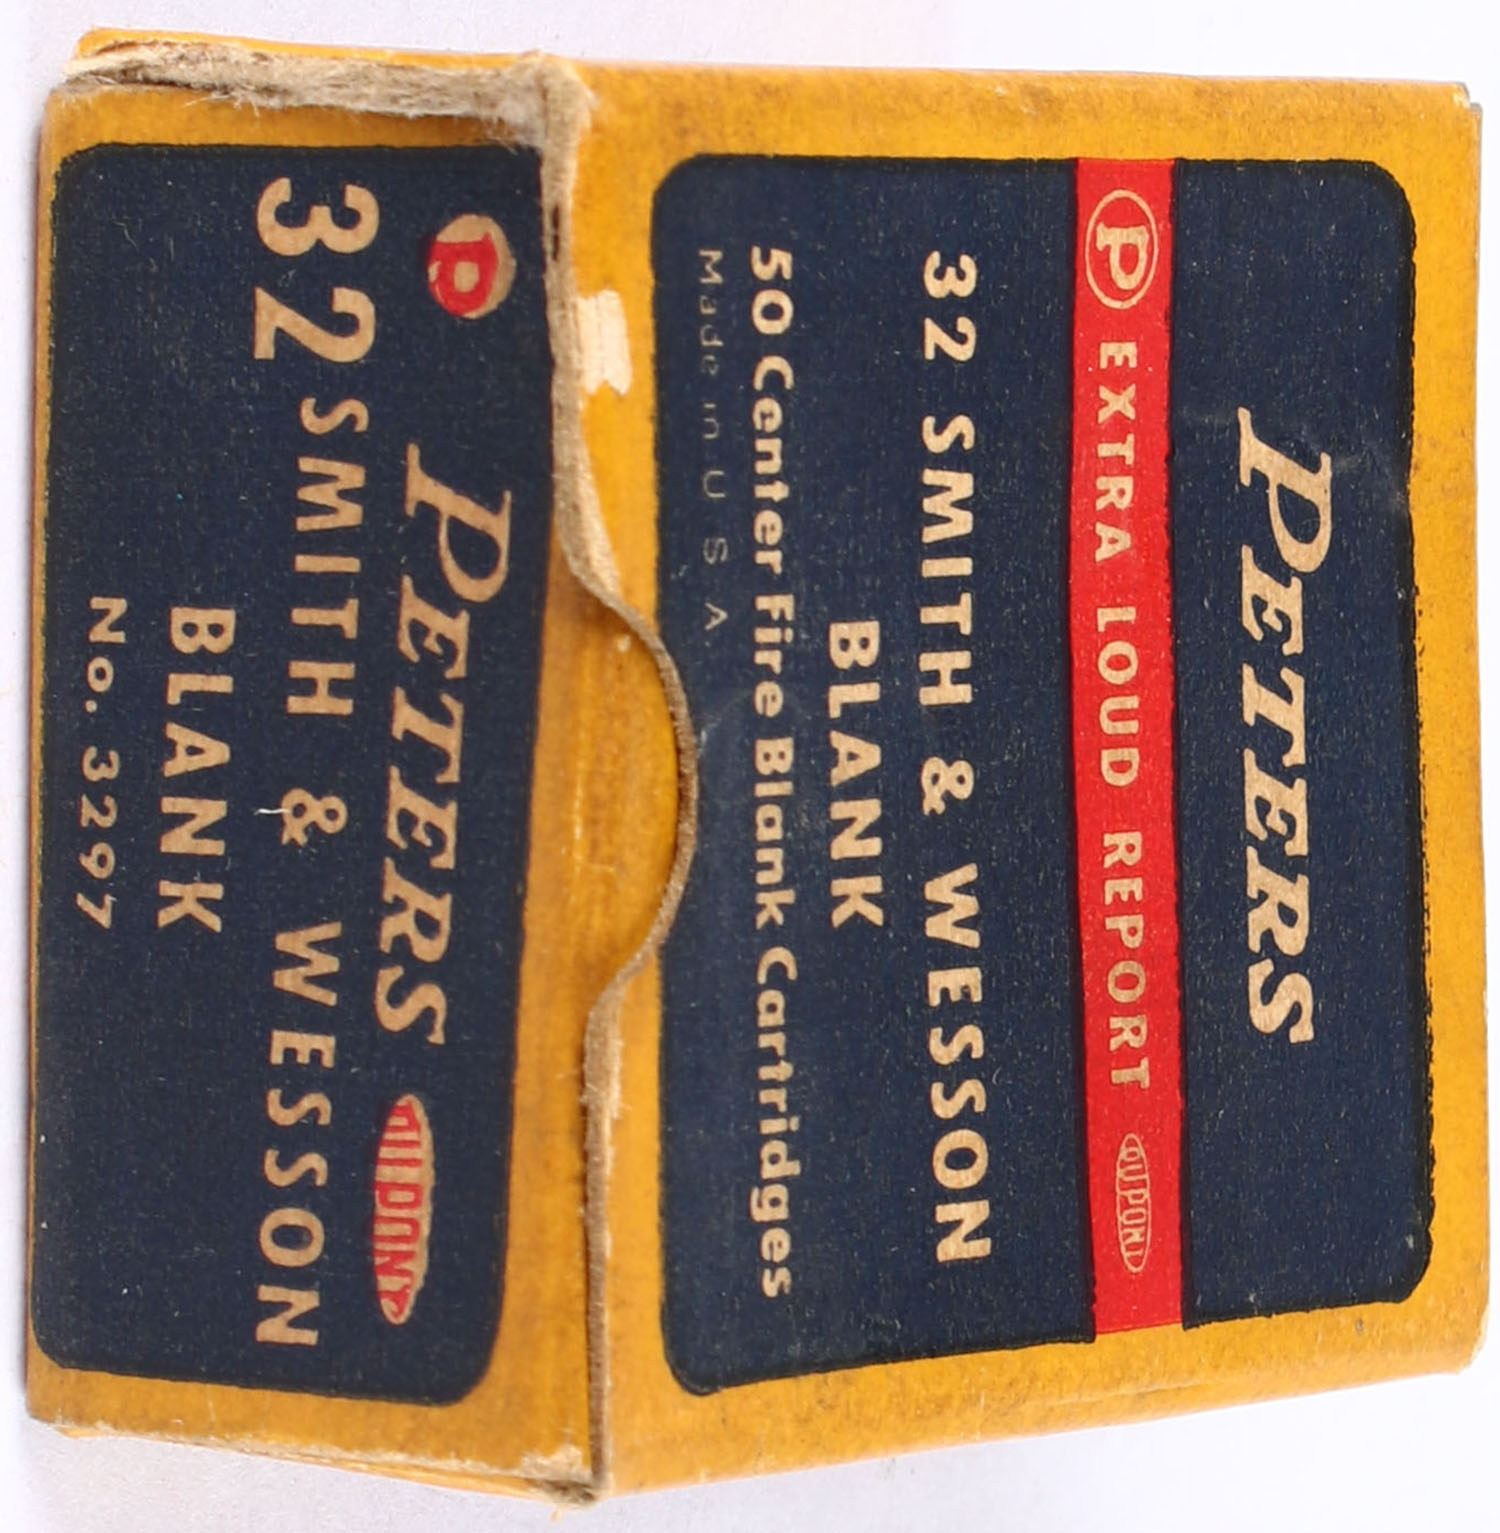 PETERS
P EXTRA LOUD REPORT DUPONT
32 SMITH & WESSON
BLANK
50 Center Fire Blank Cartridges
Made in U S A
P PETERS DUPONT
32 SMITH & WESSON
BLANK
No. 3297